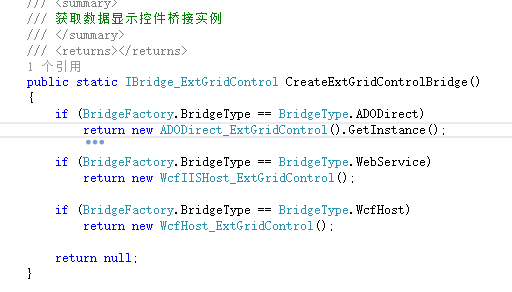 /// <summary>
/// 获取数据显示控件桥接实例
/// </summary>
/// <returns></returns>
1 个引用
public static IBridge_ExtGridControl CreateExtGridControlBridge()
{
if (BridgeFactory.BridgeType == BridgeType.ADODirect)
return new ADODirect_ExtGridControl().GetInstance();
if (BridgeFactory.BridgeType == BridgeType.WebService)
return new WcfIISHost_ExtGridControl();
if (BridgeFactory.BridgeType == BridgeType.WcfHost)
return new WcfHost_ExtGridControl();
return null;
}